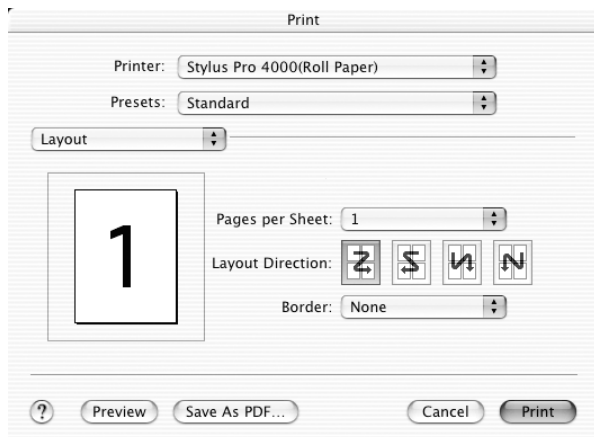 Print
Printer: Stylus Pro 4000(Roll Paper)
Presets: Standard
Layout
1
Pages per Sheet: 1
Layout Direction:
Border: None
? Preview Save As PDF... Cancel Print